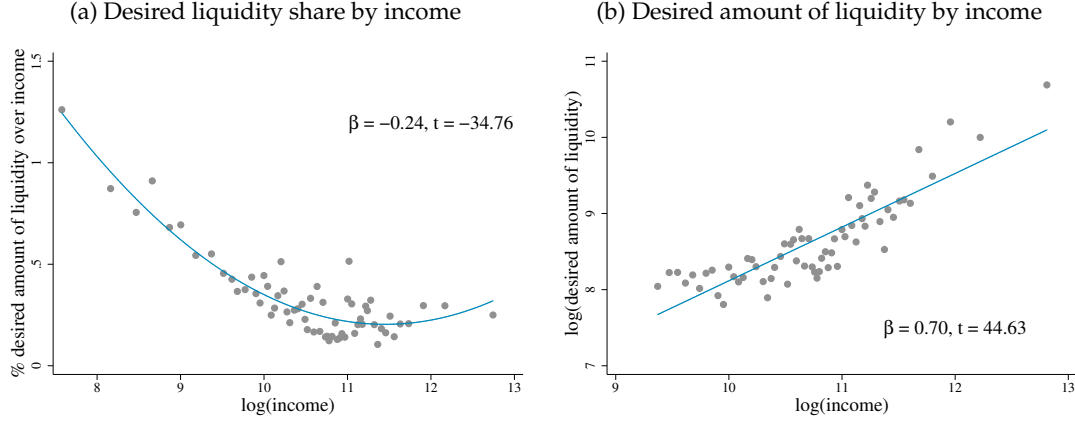 (a) Desired liquidity share by income
% desired amount of liquidity over income
1.5
1
.5
0
β = −0.24, t = −34.76
8 9 10 11 12 13
log(income)
(b) Desired amount of liquidity by income
log(desired amount of liquidity)
11
10
9
8
7
β = 0.70, t = 44.63
9 10 11 12 13
log(income)